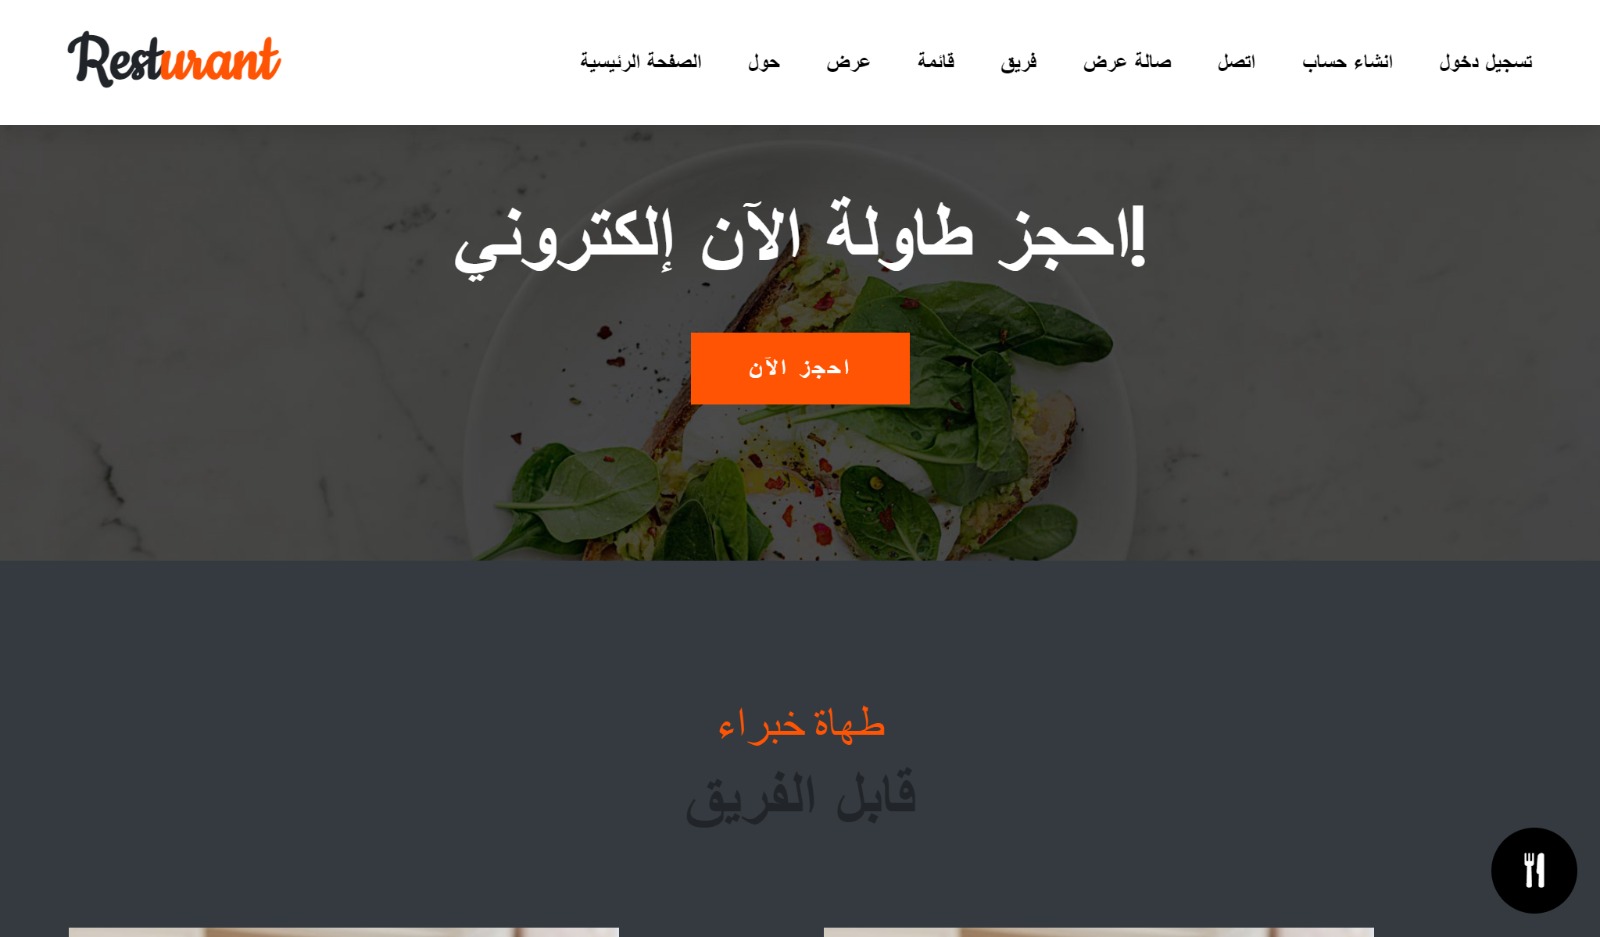 Resturant
الصفحة الرئيسية حول عرض قائمة فريق صالة عرض اتصل انشاء حساب تسجيل دخول
احجز طاولة الآن إلكتروني!
احجز الآن
طهاة خبراء
قابل الفريق